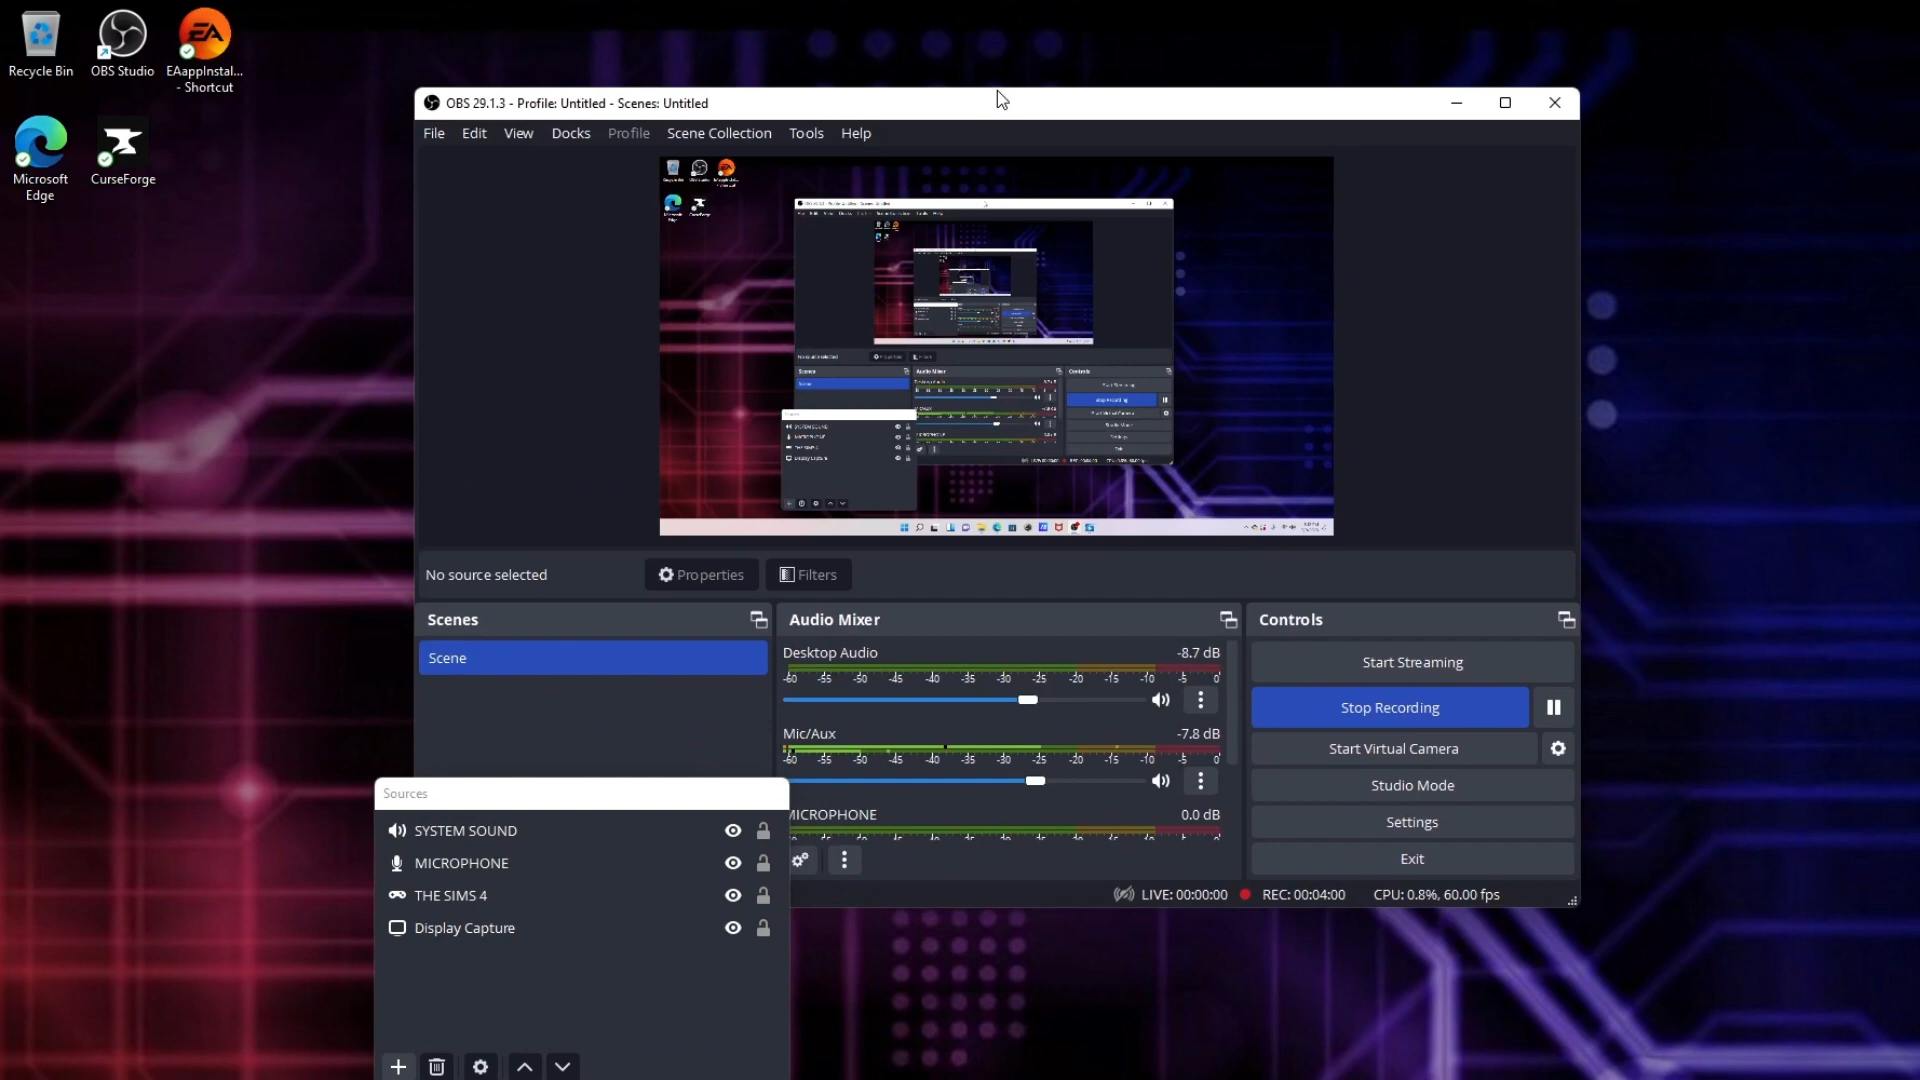 Recycle Bin
OBS Studio
EAappInstal...
- Shortcut
Microsoft
Edge
CurseForge
OBS 29.1.3 - Profile: Untitled - Scenes: Untitled
File Edit View Docks Profile Scene Collection Tools Help
No source selected
Properties
Filters
Scenes
Scene
Audio Mixer
Desktop Audio -8.7 dB
-60 -55 -50 -45 -40 -35 -30 -25 -20 -15 -10 -5 0
Mic/Aux -7.8 dB
-60 -55 -50 -45 -40 -35 -30 -25 -20 -15 -10 -5 0
MICROPHONE 0.0 dB
Controls
Start Streaming
Stop Recording
Start Virtual Camera
Studio Mode
Settings
Exit
Sources
SYSTEM SOUND
MICROPHONE
THE SIMS 4
Display Capture
LIVE: 00:00:00 REC: 00:04:00 CPU: 0.8%, 60.00 fps